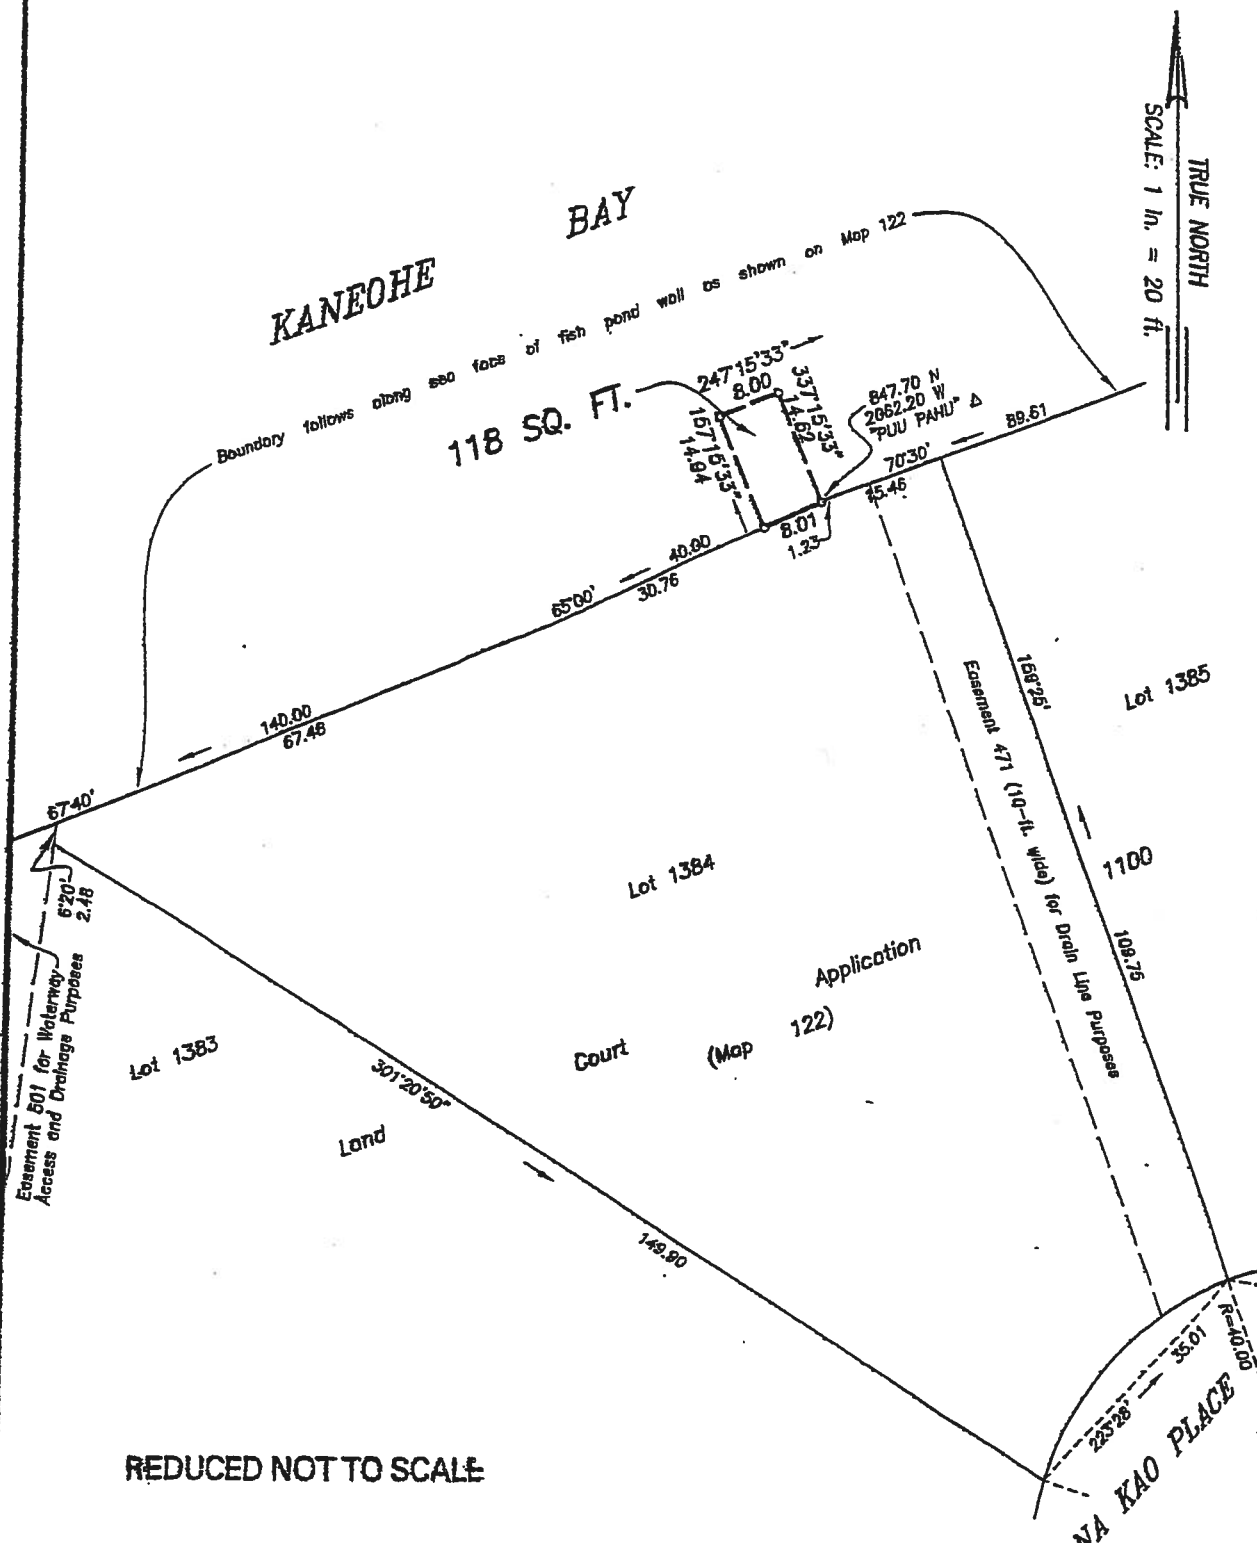 TRUE NORTH
SCALE: 1 In. = 20 ft.
KANEOHE BAY
Boundary follows along sea face of fish pond wall as shown on Map 122
118 SQ. FT.
247°15'33"
8.00
337°15'33"
14.62
157°15'33"
14.94
847.70 N
2062.20 W
"PUU PAHU" Δ
89.61
70°30'
25.46
8.01
1.23
40.00
65°00'
30.76
140.00
67.48
67°40'
6°20'
2.48
Easement 501 for Waterway
Access and Drainage Purposes
Lot 1383
Lot 1384
Lot 1385
159°25'
Easement 471 (10-ft. wide) for Drain Line Purposes
1100
109.75
Land Court Application
(Map 122)
301°20'50"
149.90
R=40.00
35.01
223°28'
NA KAO PLACE
REDUCED NOT TO SCALE